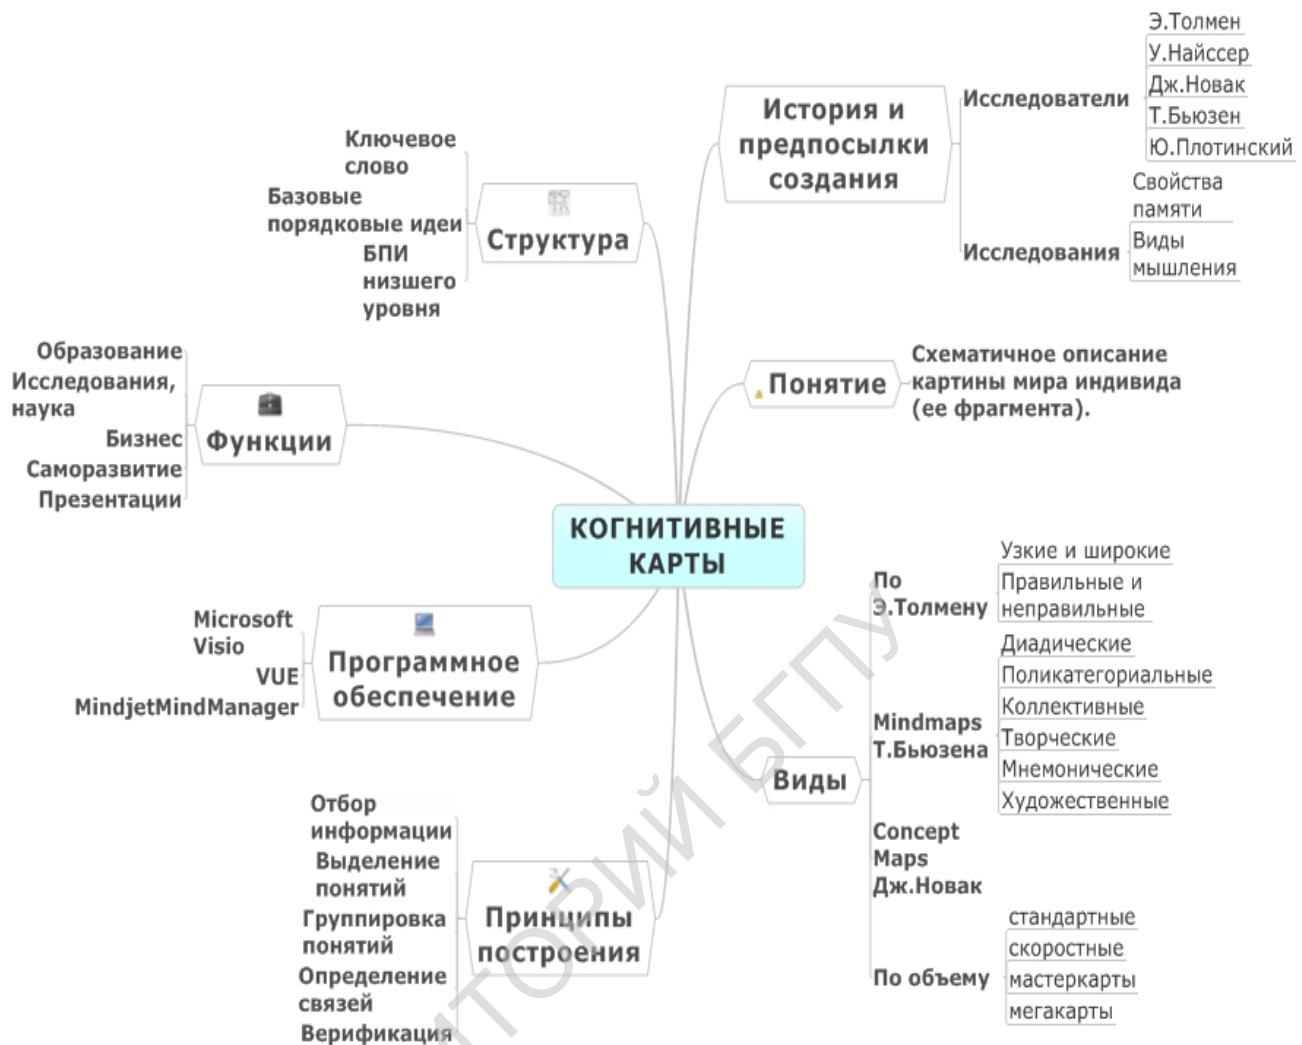 КОГНИТИВНЫЕ
КАРТЫ
История и
предпосылки
создания
Исследователи
Э.Толмен
У.Найссер
Дж.Новак
Т.Бьюзен
Ю.Плотинский
Исследования
Свойства
памяти
Виды
мышления
Понятие
Схематичное описание
картины мира индивида
(ее фрагмента).
Виды
По
Э.Толмену
Узкие и широкие
Правильные и
неправильные
Mindmaps
Т.Бьюзена
Диадические
Поликатегориальные
Коллективные
Творческие
Мнемонические
Художественные
Concept
Maps
Дж.Новак
По объему
стандартные
скоростные
мастеркарты
мегакарты
Структура
Ключевое
слово
Базовые
порядковые идеи
БПИ
низшего
уровня
Функции
Образование
Исследования,
наука
Бизнес
Саморазвитие
Презентации
Программное
обеспечение
Microsoft
Visio
VUE
MindjetMindManager
Принципы
построения
Отбор
информации
Выделение
понятий
Группировка
понятий
Определение
связей
Верификация
БГПУ